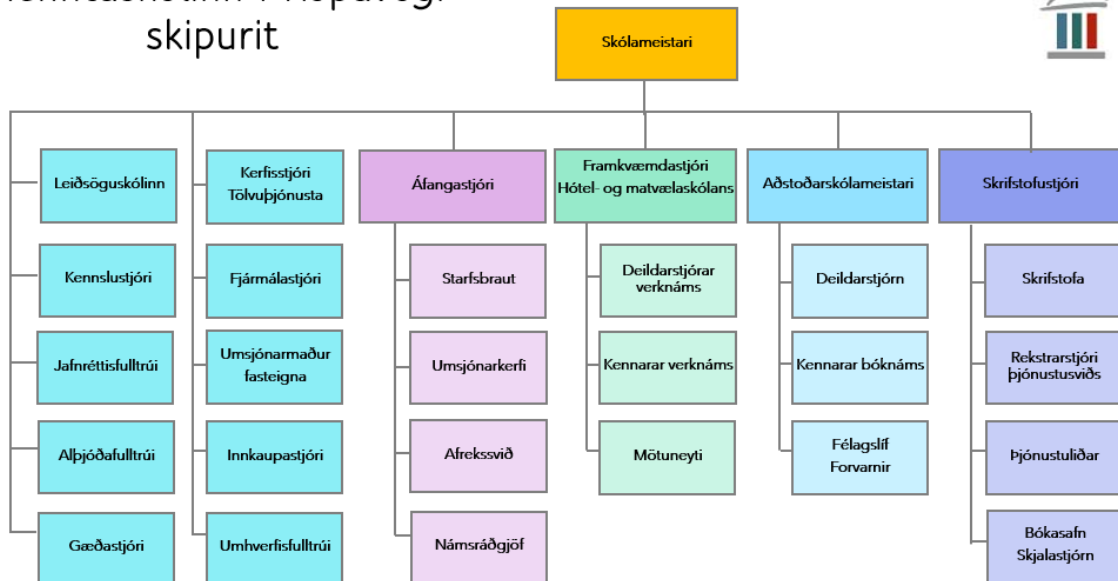 skipurit
Skólameistari
Leiðsöguskólinn
Kennslustjóri
Jafnréttisfulltrúi
Alþjóðafulltrúi
Gæðastjóri
Kerfisstjóri
Tölvuþjónusta
Fjármálastjóri
Umsjónarmaður
fasteigna
Innkaupastjóri
Umhverfisfulltrúi
Áfangastjóri
Starfsbraut
Umsjónarkerfi
Afrekssvið
Námsráðgjöf
Framkvæmdastjóri
Hótel- og matvælaskólans
Deildarstjórar
verknáms
Kennarar verknáms
Mötuneyti
Aðstoðarskólameistari
Deildarstjórn
Kennarar bóknáms
Félagslíf
Forvarnir
Skrifstofustjóri
Skrifstofa
Rekstrarstjóri
þjónustusviðs
Þjónustuliðar
Bókasafn
Skjalastjórn